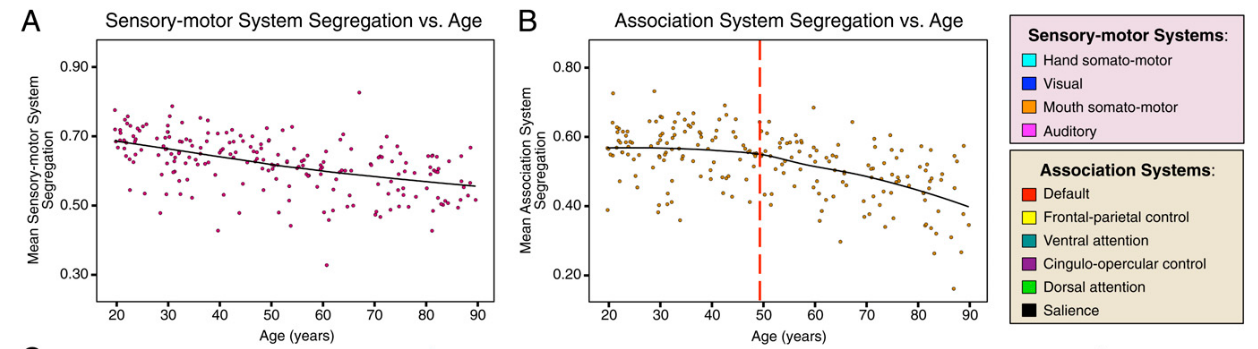 A
Sensory-motor System Segregation vs. Age
Mean Sensory-motor System
Segregation
0.90
0.70
0.50
0.30
20 30 40 50 60 70 80 90
Age (years)
B
Association System Segregation vs. Age
Mean Association System
Segregation
0.80
0.60
0.40
0.20
20 30 40 50 60 70 80 90
Age (years)
Sensory-motor Systems:
Hand somato-motor
Visual
Mouth somato-motor
Auditory
Association Systems:
Default
Frontal-parietal control
Ventral attention
Cingulo-opercular control
Dorsal attention
Salience